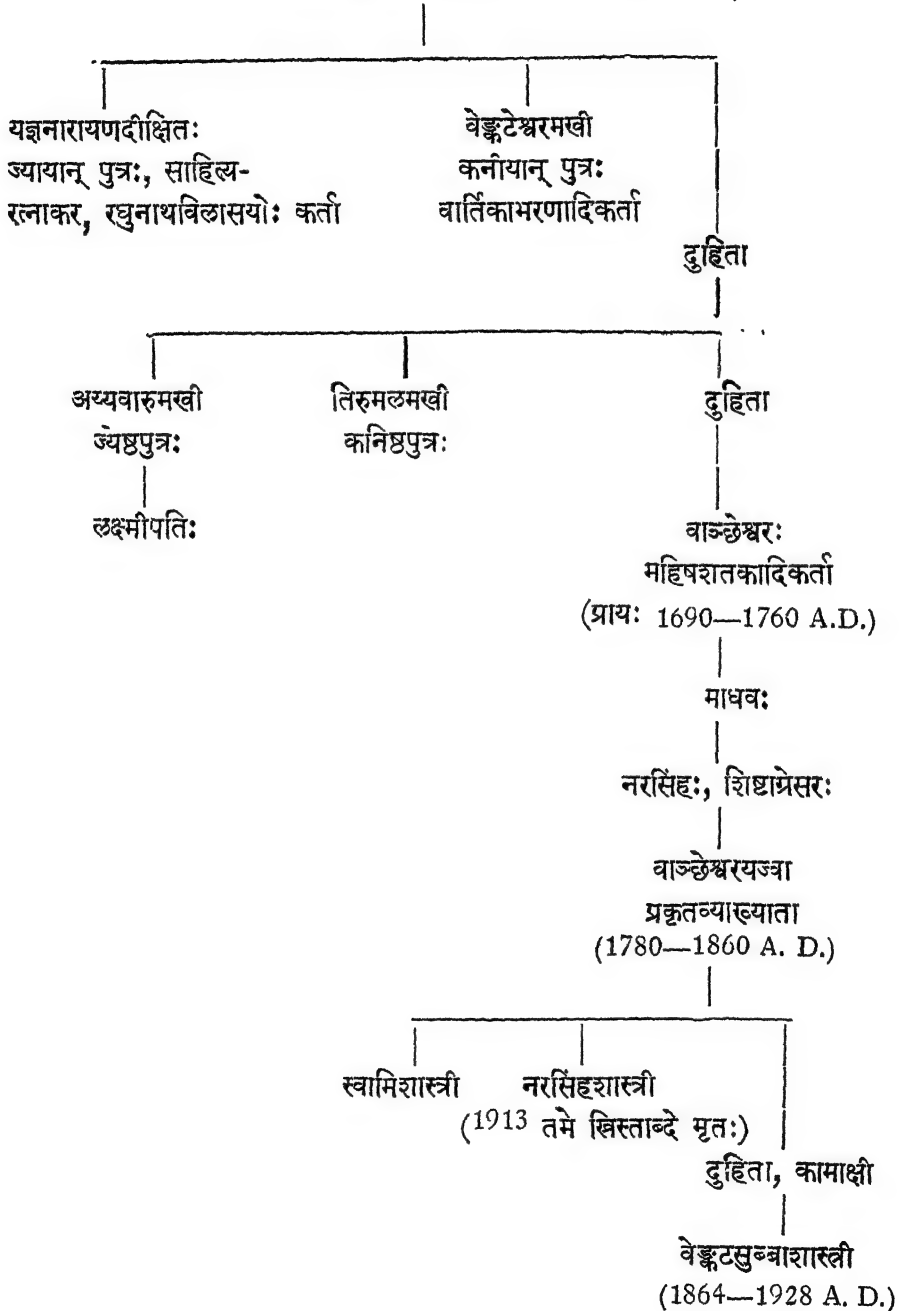 यज्ञनारायणदीक्षितः
ज्यायान् पुत्रः, साहित्य-
रत्नाकर, रघुनाथविलासयोः कर्ता
वेङ्कटेश्वरमखी
कनीयान् पुत्रः
वार्तिकाभरणादिकर्ता
दुहिता
अय्यवारुमखी
ज्येष्ठपुत्रः
लक्ष्मीपतिः
तिरुमलमखी
कनिष्ठपुत्रः
दुहिता
वाञ्छेश्वरः
महिषशतकादिकर्ता
(प्रायः 1690—1760 A.D.)
माधवः
नरसिंहः, शिष्टाग्रेसरः
वाञ्छेश्वरयज्वा
प्रकृतव्याख्याता
(1780—1860 A. D.)
स्वामिशास्त्री
नरसिंहशास्त्री
(1913 तमे ख्रिस्ताब्दे मृतः)
दुहिता, कामाक्षी
वेङ्कटसुब्बाशास्त्री
(1864—1928 A. D.)